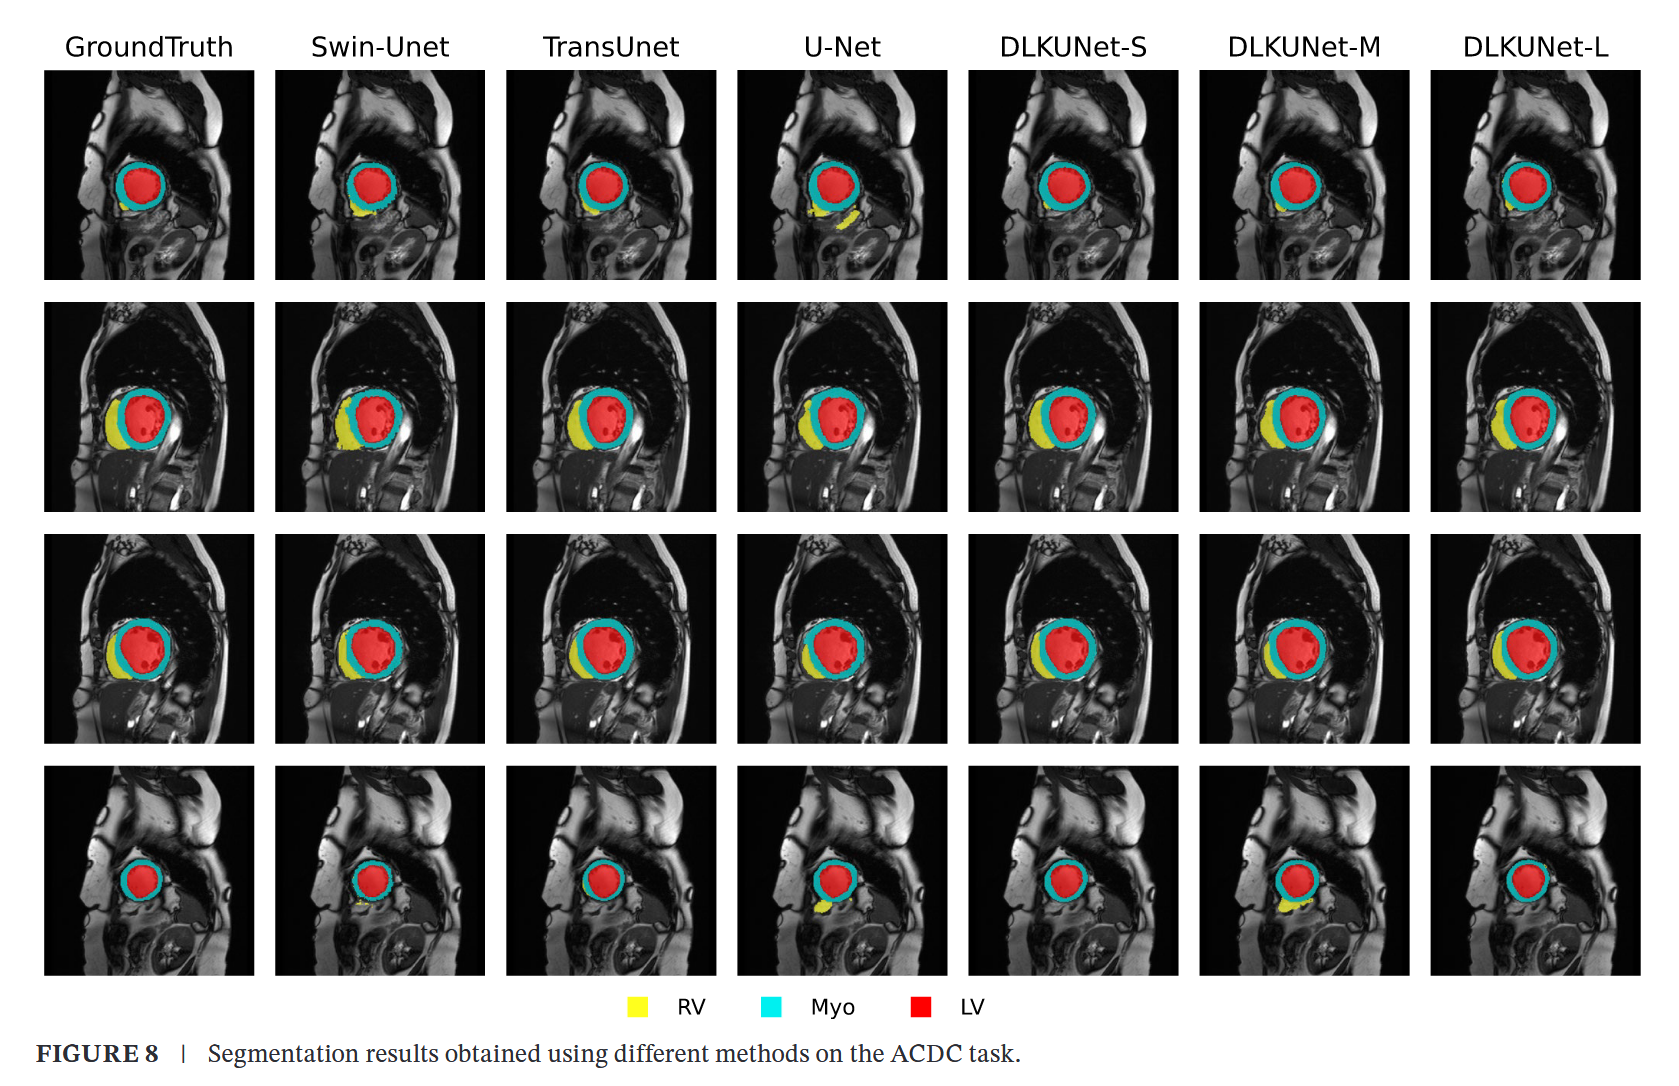 GroundTruth Swin-Unet TransUnet U-Net DLKUNet-S DLKUNet-M DLKUNet-L
RV Myo LV
FIGURE 8 | Segmentation results obtained using different methods on the ACDC task.